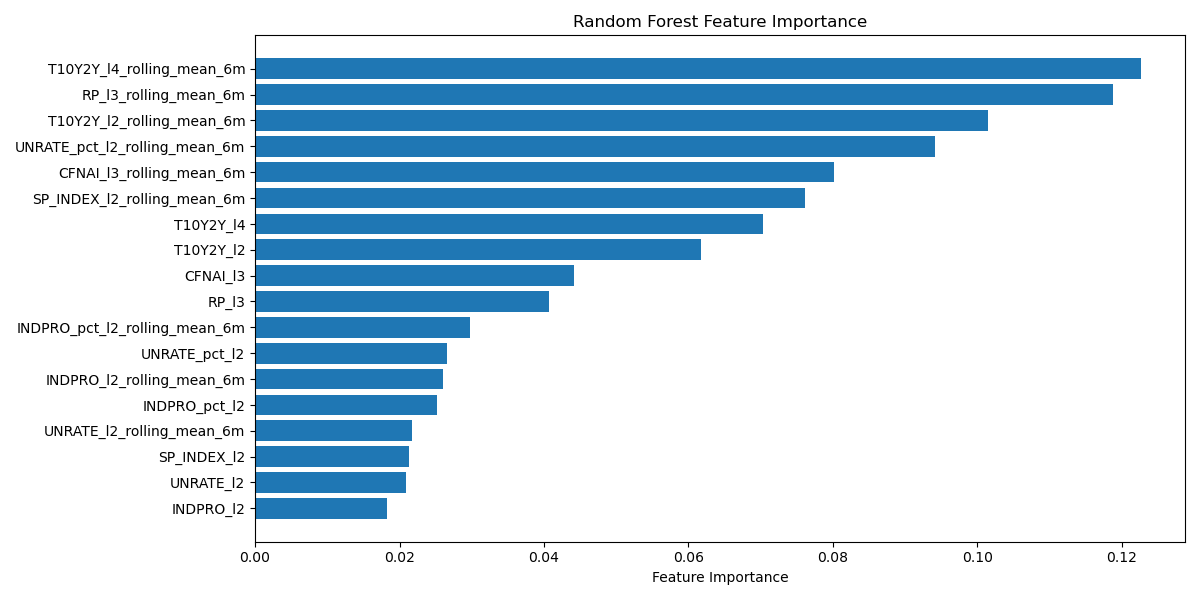 Random Forest Feature Importance
T10Y2Y_l4_rolling_mean_6m
RP_l3_rolling_mean_6m
T10Y2Y_l2_rolling_mean_6m
UNRATE_pct_l2_rolling_mean_6m
CFNAI_l3_rolling_mean_6m
SP_INDEX_l2_rolling_mean_6m
T10Y2Y_l4
T10Y2Y_l2
CFNAI_l3
RP_l3
INDPRO_pct_l2_rolling_mean_6m
UNRATE_pct_l2
INDPRO_l2_rolling_mean_6m
INDPRO_pct_l2
UNRATE_l2_rolling_mean_6m
SP_INDEX_l2
UNRATE_l2
INDPRO_l2
0.00 0.02 0.04 0.06 0.08 0.10 0.12
Feature Importance